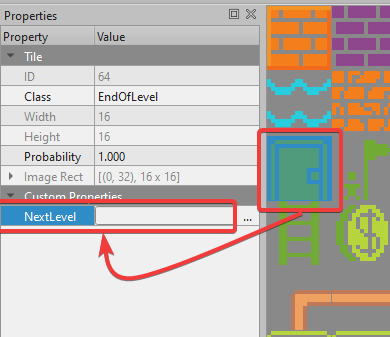 Properties
Property Value
Tile
ID 64
Class EndOfLevel
Width 16
Height 16
Probability 1.000
Image Rect [(0, 32), 16 x 16]
Custom Properties
NextLevel ...